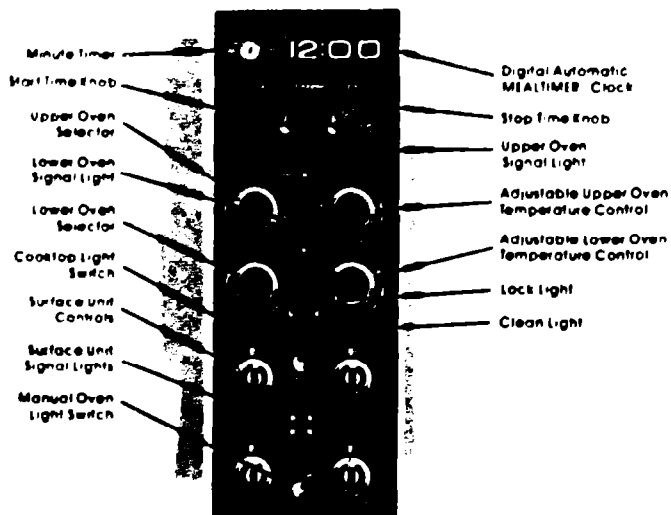 Minute Timer
Start Time Knob
Upper Oven
Selector
Lower Oven
Signal Light
Lower Oven
Selector
Cooktop Light
Switch
Surface Unit
Controls
Surface Unit
Signal Lights
Manual Oven
Light Switch
12:00
Digital Automatic
MEALTIMER Clock
Stop Time Knob
Upper Oven
Signal Light
Adjustable Upper Oven
Temperature Control
Adjustable Lower Oven
Temperature Control
Lock Light
Clean Light